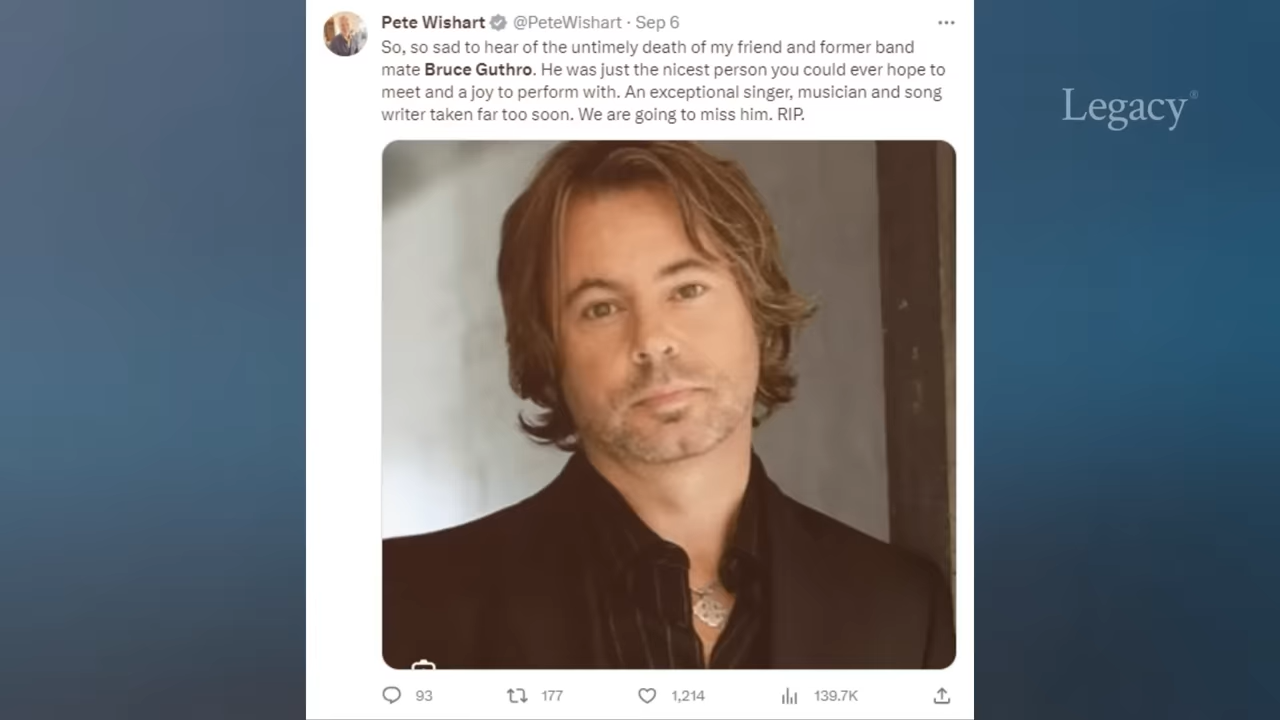 Pete Wishart @PeteWishart · Sep 6
So, so sad to hear of the untimely death of my friend and former band
mate Bruce Guthro. He was just the nicest person you could ever hope to
meet and a joy to perform with. An exceptional singer, musician and song
writer taken far too soon. We are going to miss him. RIP.
Legacy®
93 177 1,214 139.7K